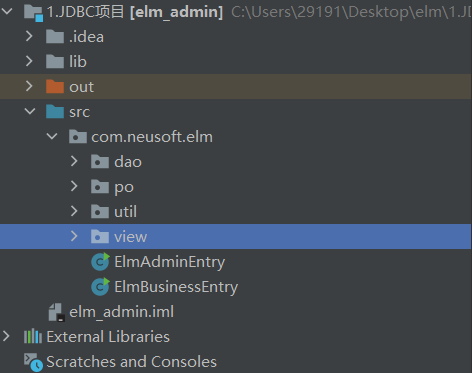 1.JDBC项目 [elm_admin] C:\Users\29191\Desktop\elm\1.J
.idea
lib
out
src
com.neusoft.elm
dao
po
util
view
ElmAdminEntry
ElmBusinessEntry
elm_admin.iml
External Libraries
Scratches and Consoles